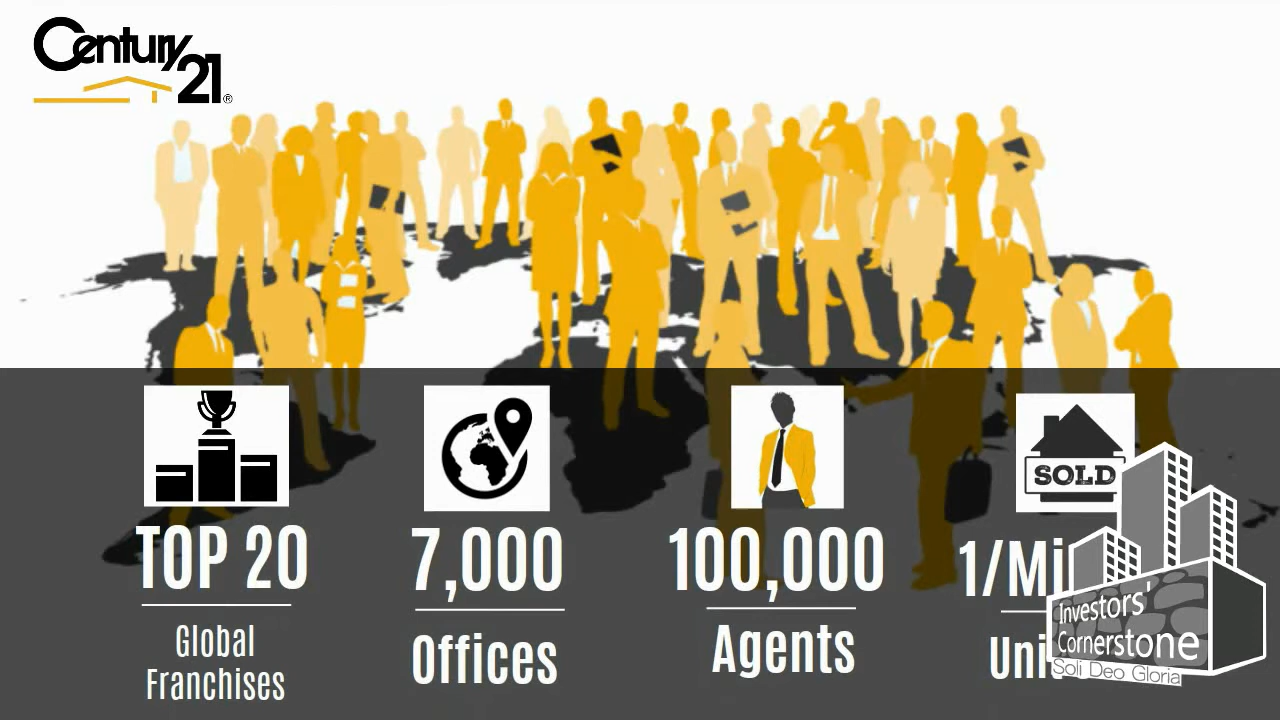 Century
21®
SOLD
TOP 20
7,000
100,000
Global
Franchises
Offices
Agents
Investors'
Cornerstone
Soli Deo Gloria